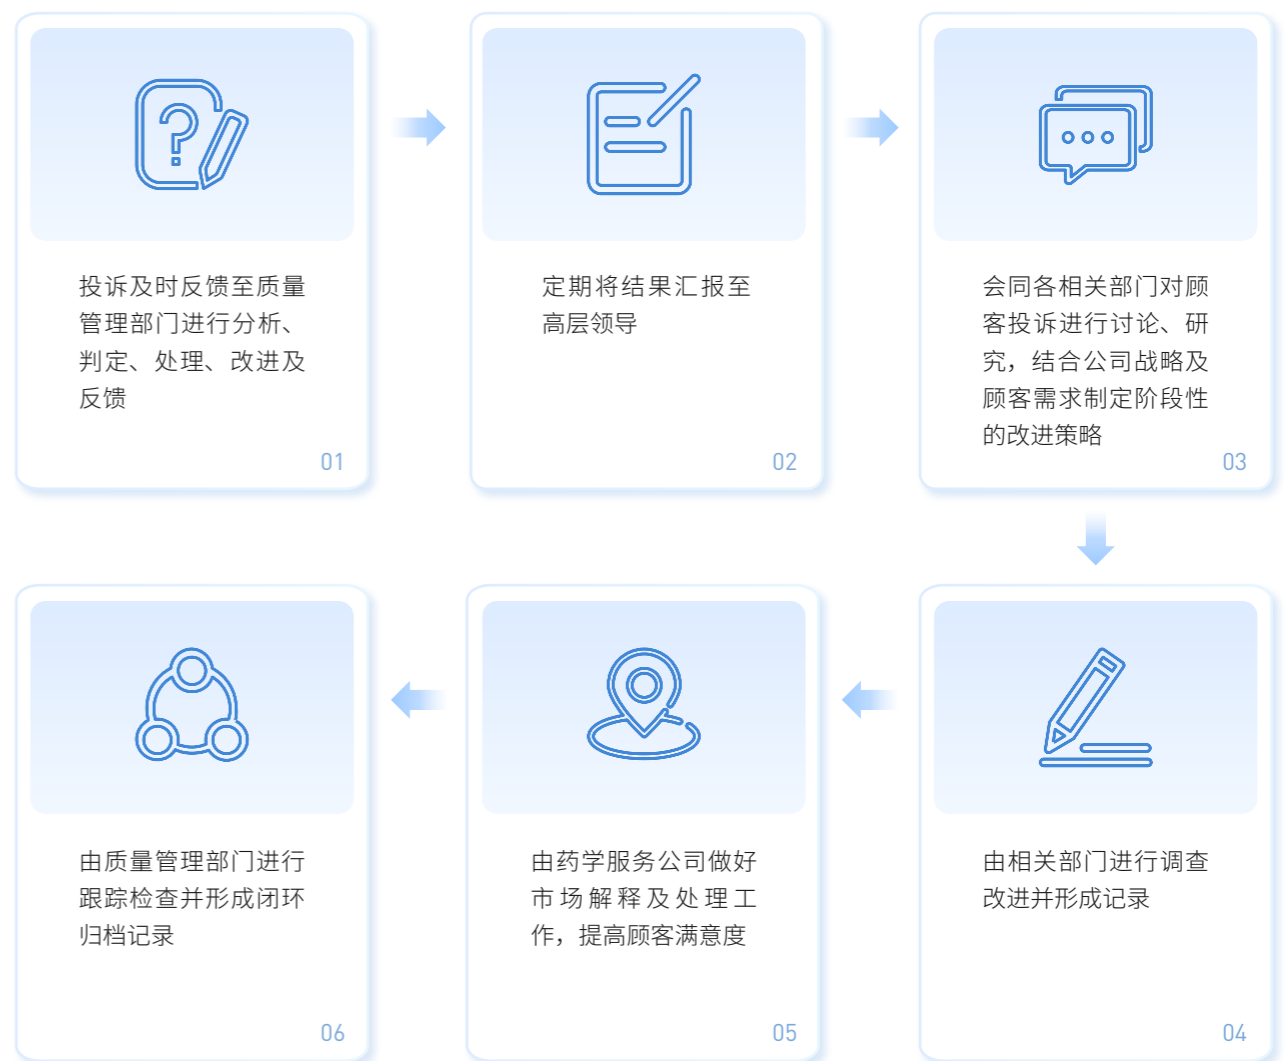 投诉及时反馈至质量
管理部门进行分析、
判定、处理、改进及
反馈
01
定期将结果汇报至
高层领导
02
会同各相关部门对顾
客投诉进行讨论、研
究，结合公司战略及
顾客需求制定阶段性
的改进策略
03
由相关部门进行调查
改进并形成记录
04
由药学服务公司做好
市场解释及处理工
作，提高顾客满意度
05
由质量管理部门进行
跟踪检查并形成闭环
归档记录
06